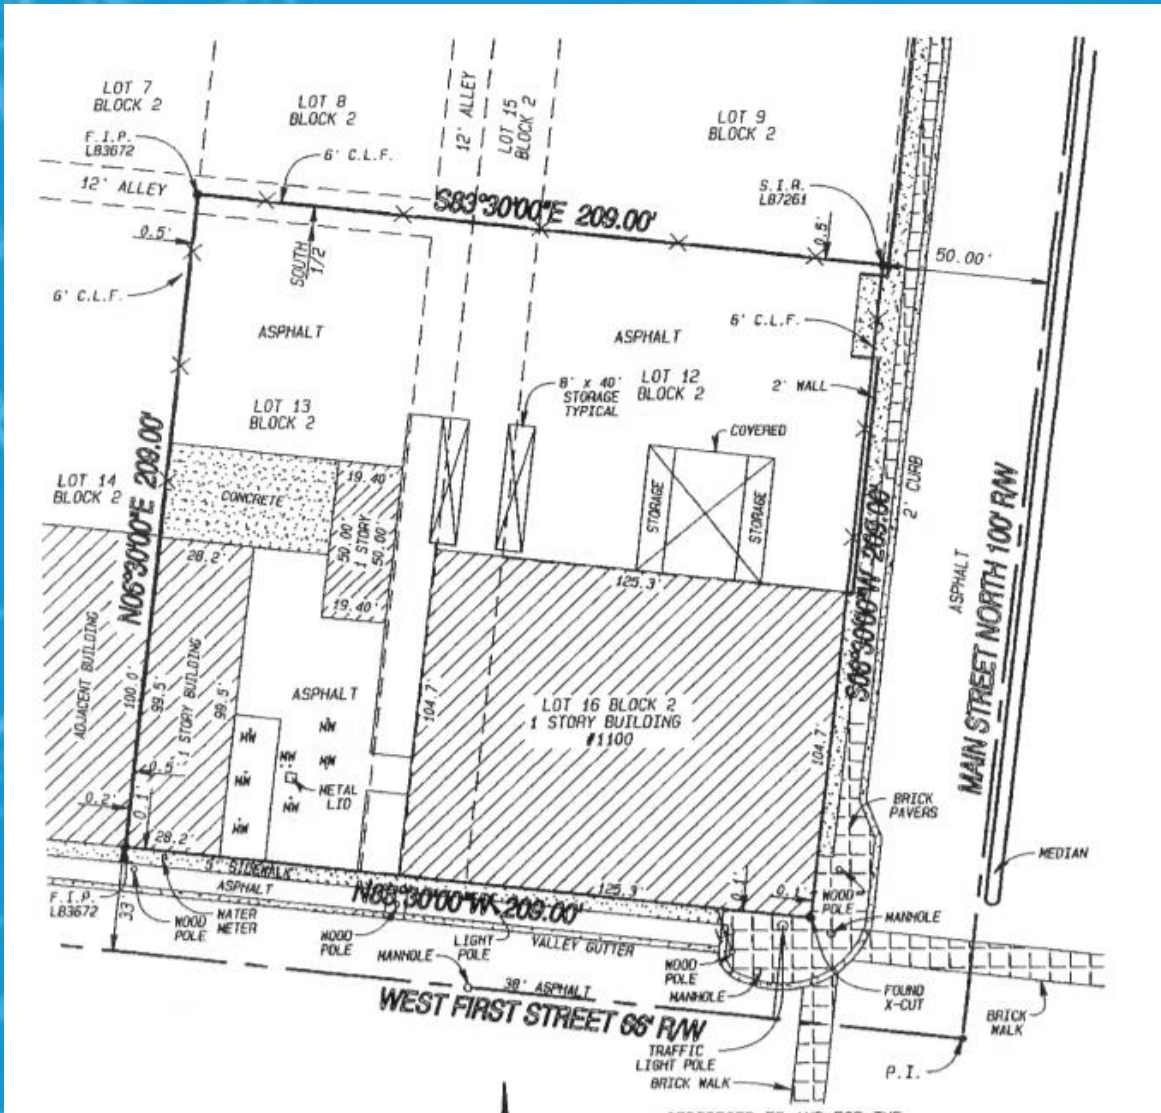 LOT 7
BLOCK 2
LOT 8
BLOCK 2
12' ALLEY
LOT 15
BLOCK 2
LOT 9
BLOCK 2
F.I.P.
LB3672
6' C.L.F.
12' ALLEY
S83°30'00"E 209.00'
S.I.R.
LB7261
0.5'
0.5'
SOUTH
1/2
50.00'
6' C.L.F.
ASPHALT
ASPHALT
6' C.L.F.
8' x 40'
STORAGE
TYPICAL
LOT 12
BLOCK 2
2' WALL
LOT 13
BLOCK 2
COVERED
N06°30'00"E 209.00'
LOT 14
BLOCK 2
CONCRETE
19.40'
50.00'
1 STORY
50.00'
19.40'
STORAGE
STORAGE
2' CURB
S06°30'00"W 209.00'
ASPHALT
MAIN STREET NORTH 100' R/W
28.2'
125.3'
ADJACENT BUILDING
100.0'
99.5'
1 STORY BUILDING
99.5'
ASPHALT
104.7'
LOT 16 BLOCK 2
1 STORY BUILDING
#1100
104.7'
MW
MW
MW
MW
MW
MW
MW
METAL
LID
0.5'
0.2'
0.1'
BRICK
PAVERS
MEDIAN
28.2'
5' SIDEWALK
ASPHALT
125.3'
0.1'
0.1'
F.I.P.
LB3672
33'
WOOD
POLE
WATER
METER
N83°30'00"W 209.00'
WOOD
POLE
LIGHT
POLE
VALLEY GUTTER
WOOD
POLE
MANHOLE
MANHOLE
WOOD
POLE
MANHOLE
38' ASPHALT
WEST FIRST STREET 66' R/W
FOUND
X-CUT
BRICK
WALK
TRAFFIC
LIGHT POLE
BRICK WALK
P.I.